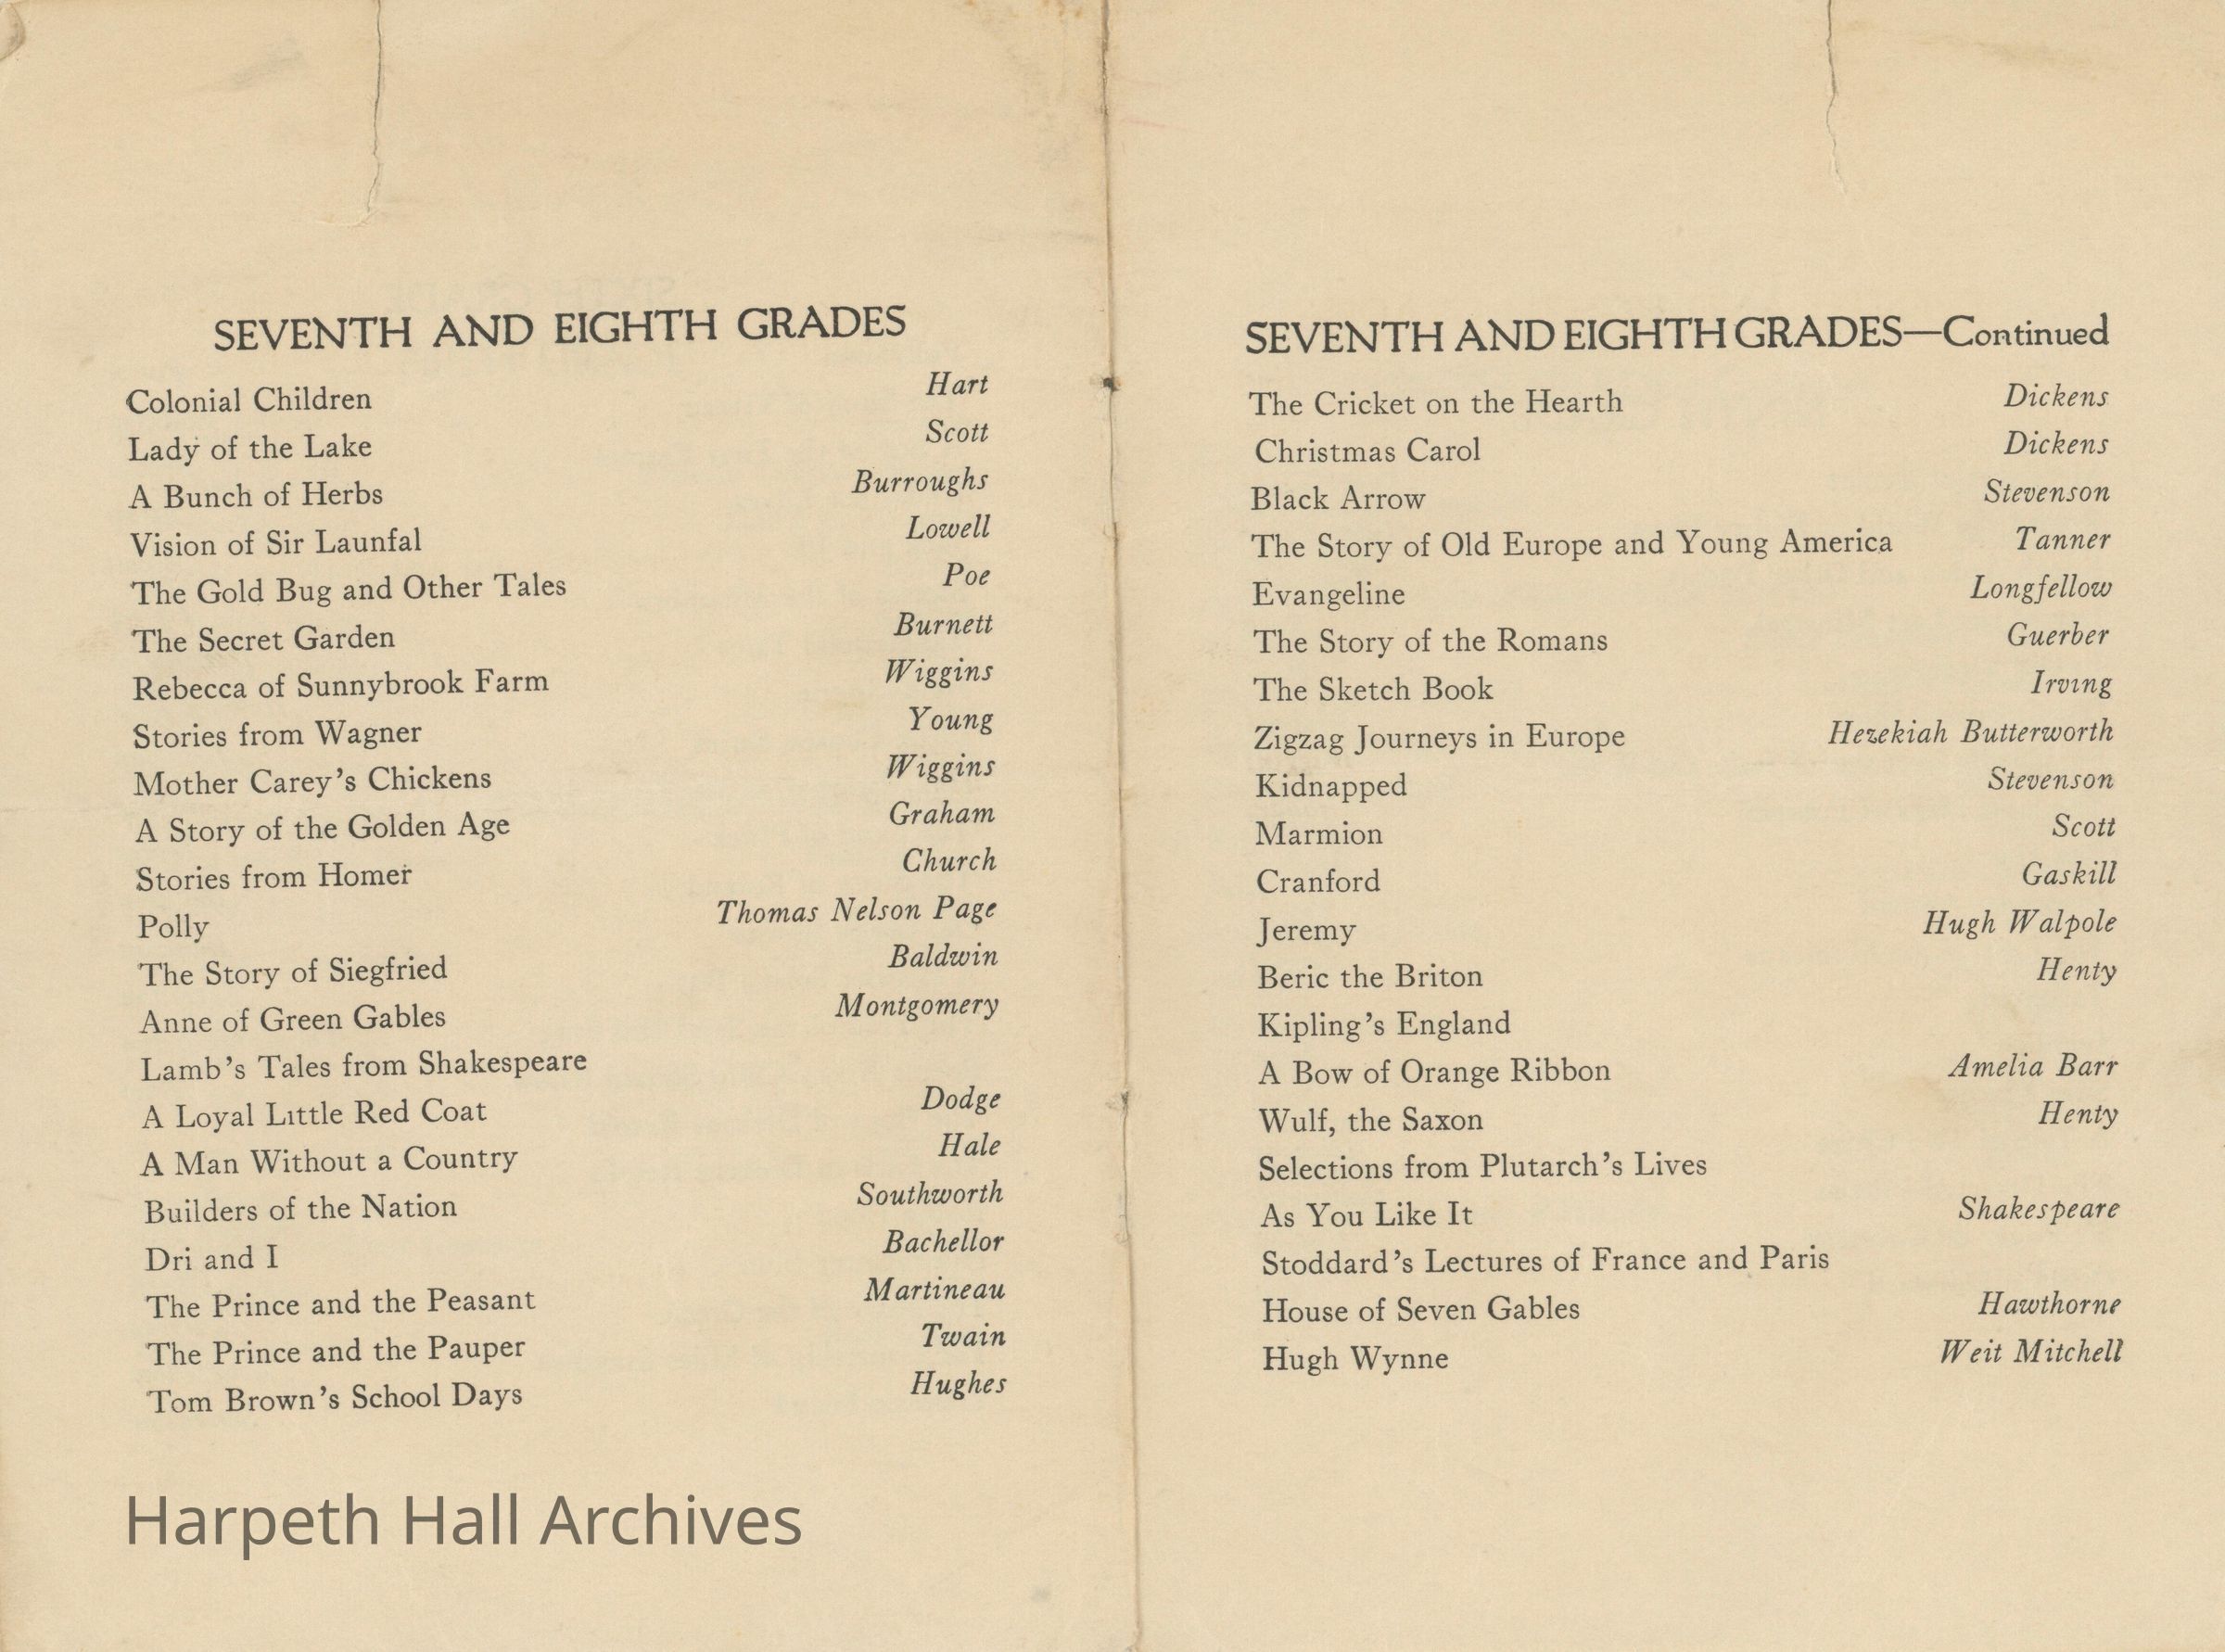 SEVENTH AND EIGHTH GRADES
Colonial Children Hart
Lady of the Lake Scott
A Bunch of Herbs Burroughs
Vision of Sir Launfal Lowell
The Gold Bug and Other Tales Poe
The Secret Garden Burnett
Rebecca of Sunnybrook Farm Wiggins
Stories from Wagner Young
Mother Carey's Chickens Wiggins
A Story of the Golden Age Graham
Stories from Homer Church
Polly Thomas Nelson Page
The Story of Siegfried Baldwin
Anne of Green Gables Montgomery
Lamb's Tales from Shakespeare
A Loyal Little Red Coat Dodge
A Man Without a Country Hale
Builders of the Nation Southworth
Dri and I Bachellor
The Prince and the Peasant Martineau
The Prince and the Pauper Twain
Tom Brown's School Days Hughes
Harpeth Hall Archives
SEVENTH AND EIGHTH GRADES—Continued
The Cricket on the Hearth Dickens
Christmas Carol Dickens
Black Arrow Stevenson
The Story of Old Europe and Young America Tanner
Evangeline Longfellow
The Story of the Romans Guerber
The Sketch Book Irving
Zigzag Journeys in Europe Hezekiah Butterworth
Kidnapped Stevenson
Marmion Scott
Cranford Gaskill
Jeremy Hugh Walpole
Beric the Briton Henty
Kipling's England
A Bow of Orange Ribbon Amelia Barr
Wulf, the Saxon Henty
Selections from Plutarch's Lives
As You Like It Shakespeare
Stoddard's Lectures of France and Paris
House of Seven Gables Hawthorne
Hugh Wynne Weit Mitchell